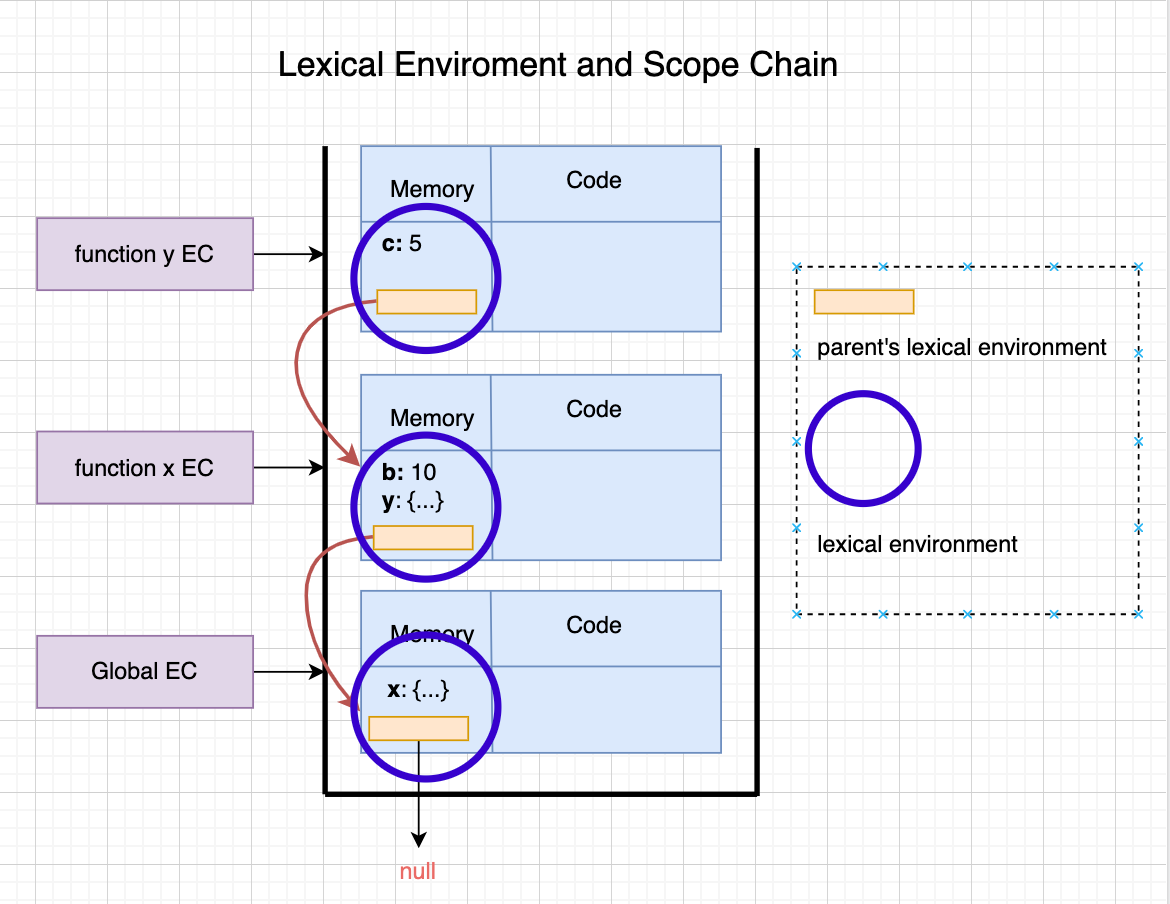 Lexical Enviroment and Scope Chain
Memory
Code
function y EC
c: 5
parent's lexical environment
Memory
Code
function x EC
b: 10
y: {...}
lexical environment
Memory
Code
Global EC
x: {...}
null